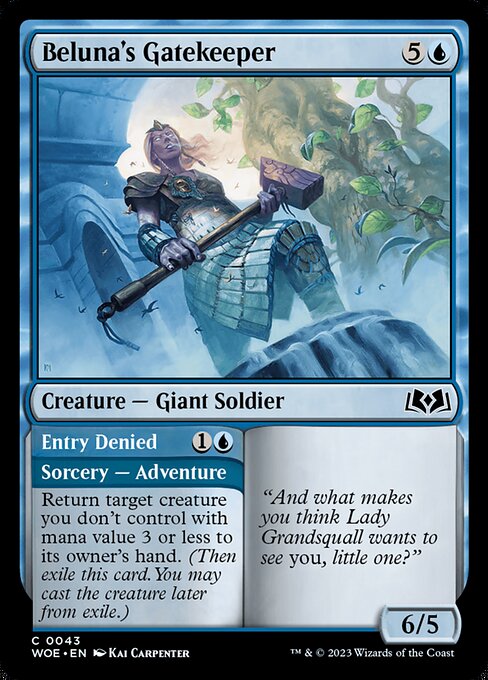 Beluna's Gatekeeper 5
Creature — Giant Soldier
Entry Denied 1
Sorcery — Adventure
Return target creature
you don't control with
mana value 3 or less to
its owner's hand. (Then
exile this card. You may
cast the creature later
from exile.)
“And what makes
you think Lady
Grandsquall wants to
see you, little one?”
6/5
C 0043
WOE • EN Kai Carpenter
™ & © 2023 Wizards of the Coast